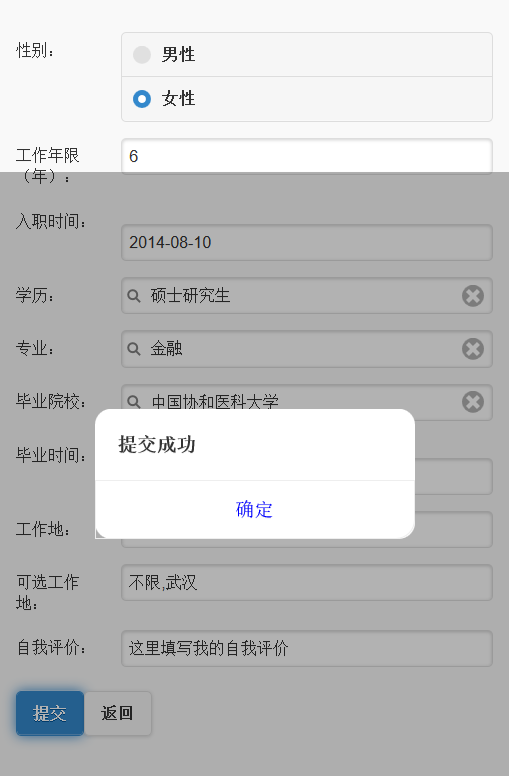 性别：
男性
女性
工作年限
（年）：
6
入职时间：
2014-08-10
学历：
硕士研究生
专业：
金融
毕业院校：
中国协和医科大学
毕业时间：
提交成功
确定
工作地：
可选工作
地：
不限,武汉
自我评价：
这里填写我的自我评价
提交
返回